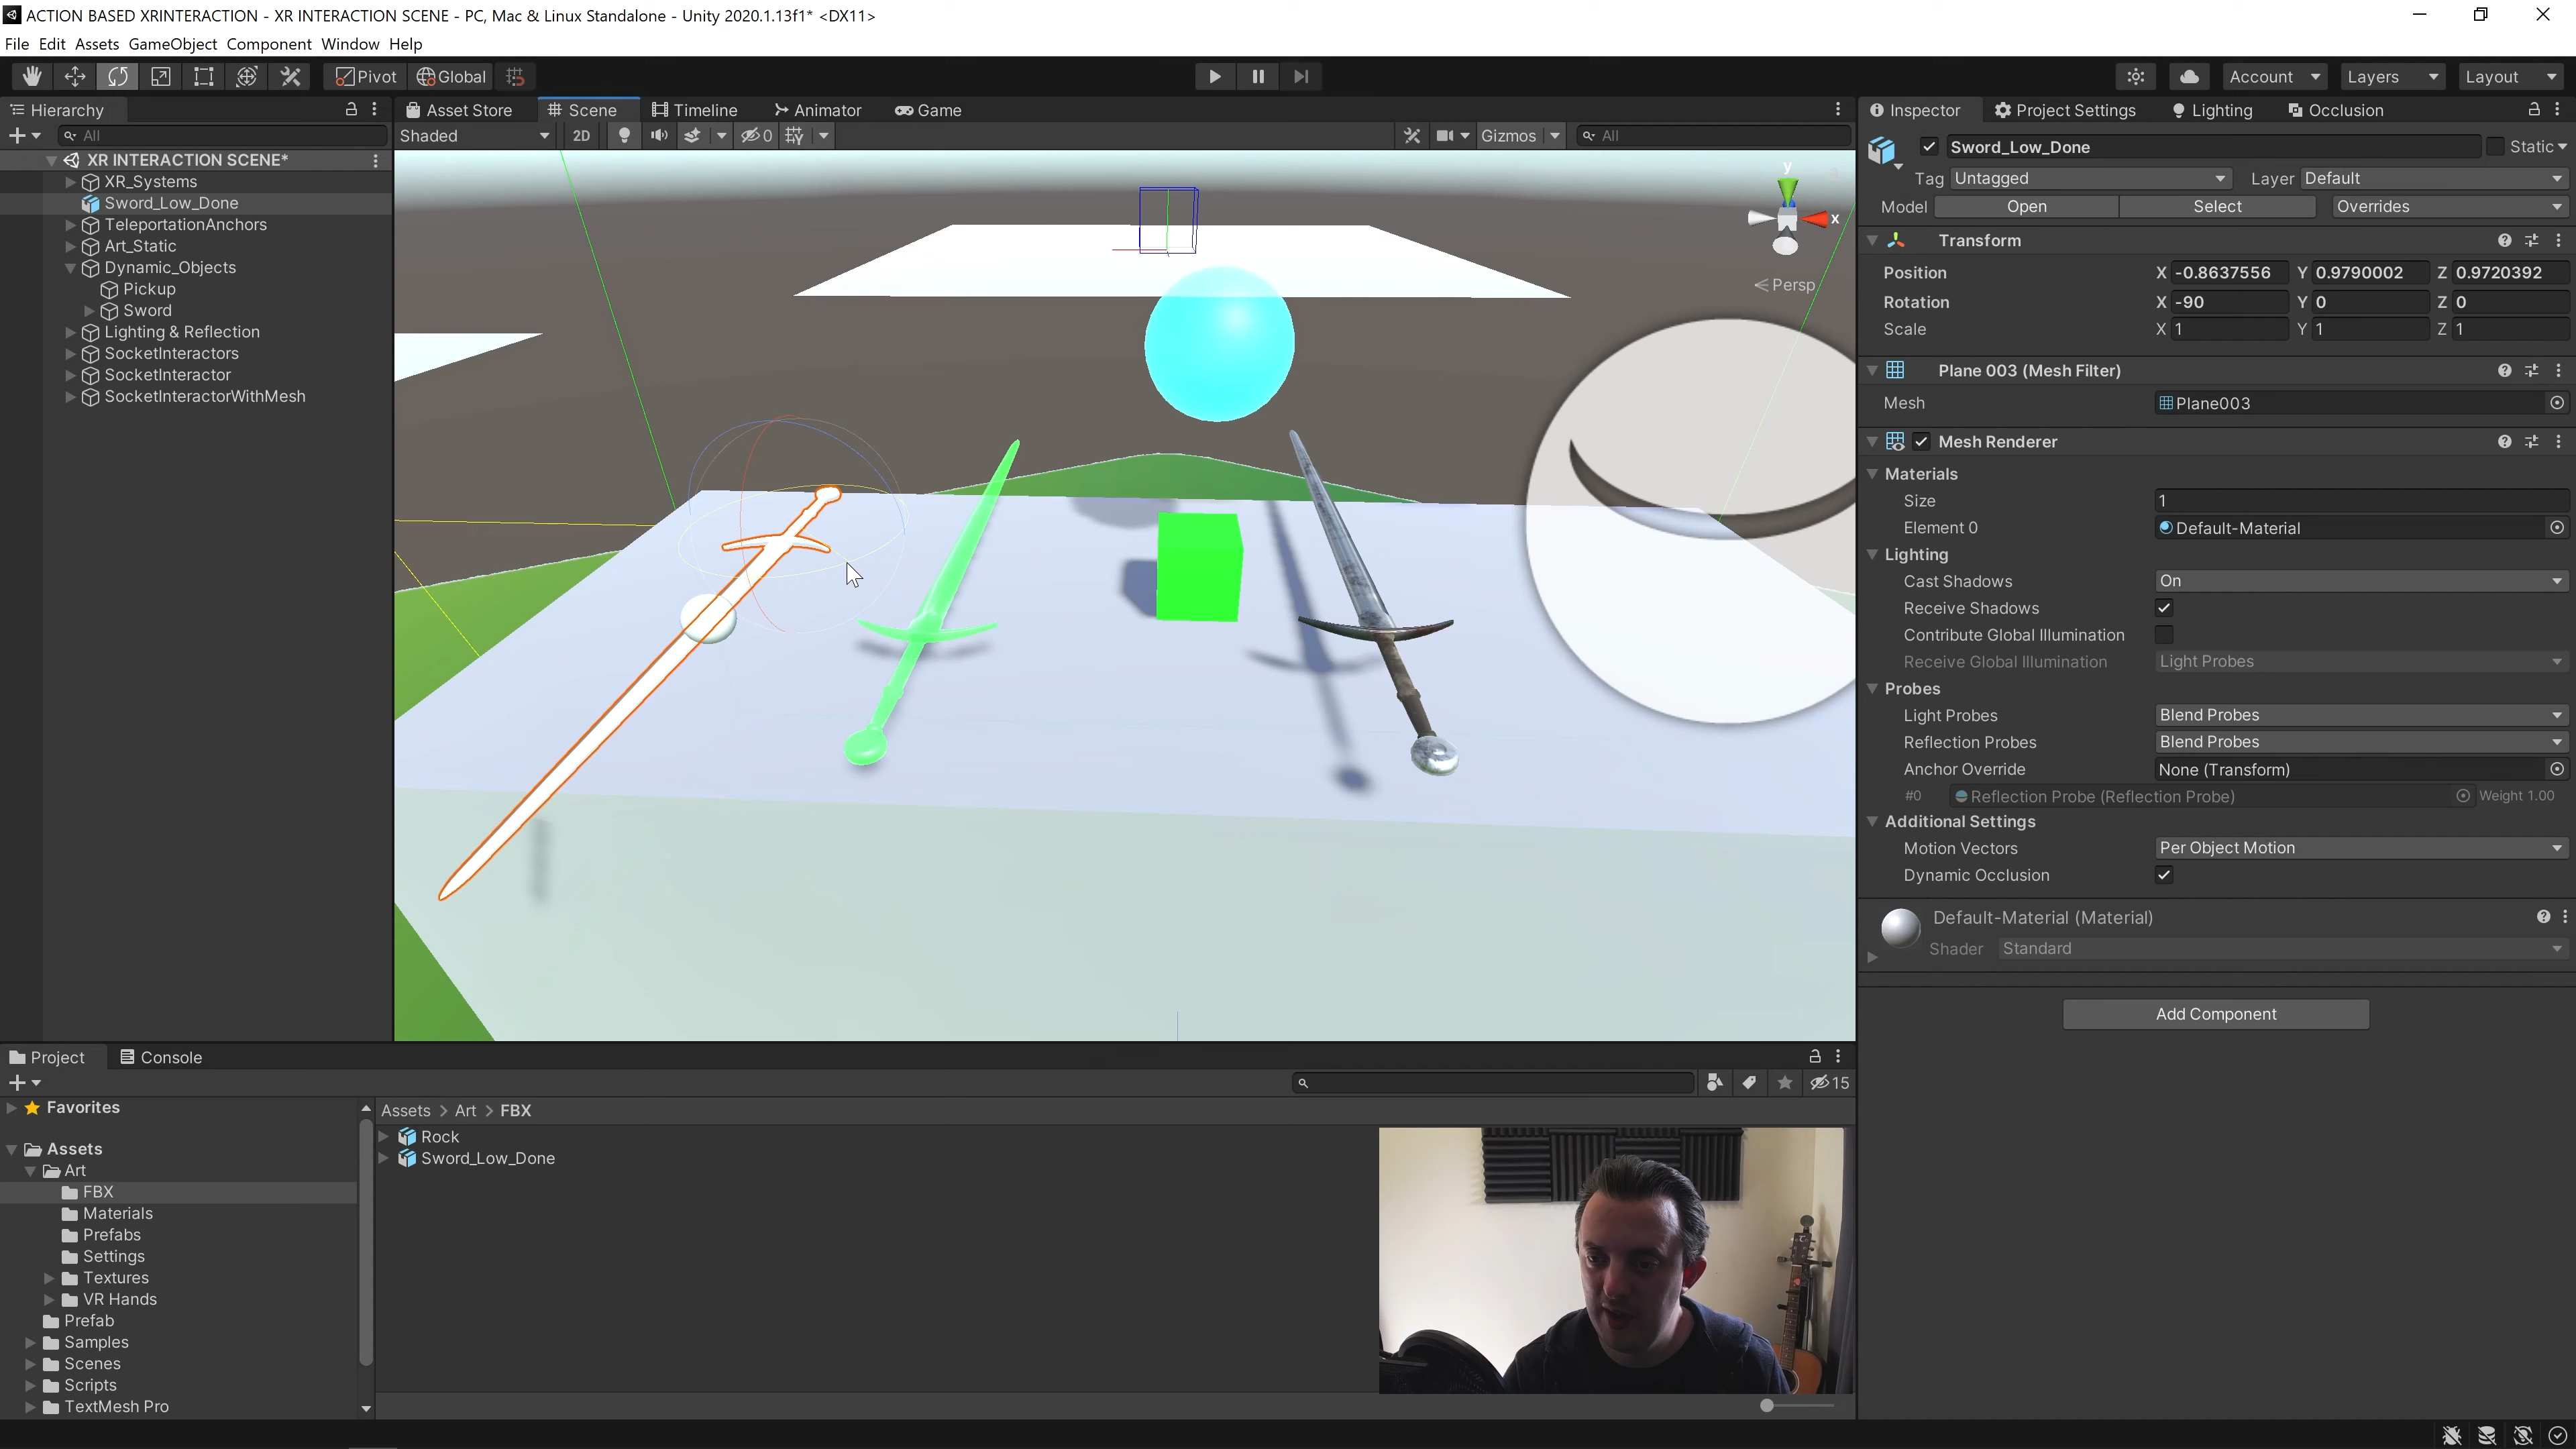 ACTION BASED XRINTERACTION - XR INTERACTION SCENE - PC, Mac & Linux Standalone - Unity 2020.1.13f1* <DX11>
File Edit Assets GameObject Component Window Help
Pivot Global Account Layers Layout
Hierarchy
All
XR INTERACTION SCENE*
XR_Systems
Sword_Low_Done
TeleportationAnchors
Art_Static
Dynamic_Objects
Pickup
Sword
Lighting & Reflection
SocketInteractors
SocketInteractor
SocketInteractorWithMesh
Asset Store Scene Timeline Animator Game
Shaded 2D 0 Gizmos All
y
x
Persp
Inspector Project Settings Lighting Occlusion
Sword_Low_Done Static
Tag Untagged Layer Default
Model Open Select Overrides
Transform
Position X -0.8637556 Y 0.9790002 Z 0.9720392
Rotation X -90 Y 0 Z 0
Scale X 1 Y 1 Z 1
Plane 003 (Mesh Filter)
Mesh Plane003
Mesh Renderer
Materials
Size 1
Element 0 Default-Material
Lighting
Cast Shadows On
Receive Shadows
Contribute Global Illumination
Receive Global Illumination Light Probes
Probes
Light Probes Blend Probes
Reflection Probes Blend Probes
Anchor Override None (Transform)
#0 Reflection Probe (Reflection Probe) Weight 1.00
Additional Settings
Motion Vectors Per Object Motion
Dynamic Occlusion
Default-Material (Material)
Shader Standard
Add Component
Project Console
15
Favorites
Assets
Art
FBX
Materials
Prefabs
Settings
Textures
VR Hands
Prefab
Samples
Scenes
Scripts
TextMesh Pro
Assets > Art > FBX
Rock
Sword_Low_Done